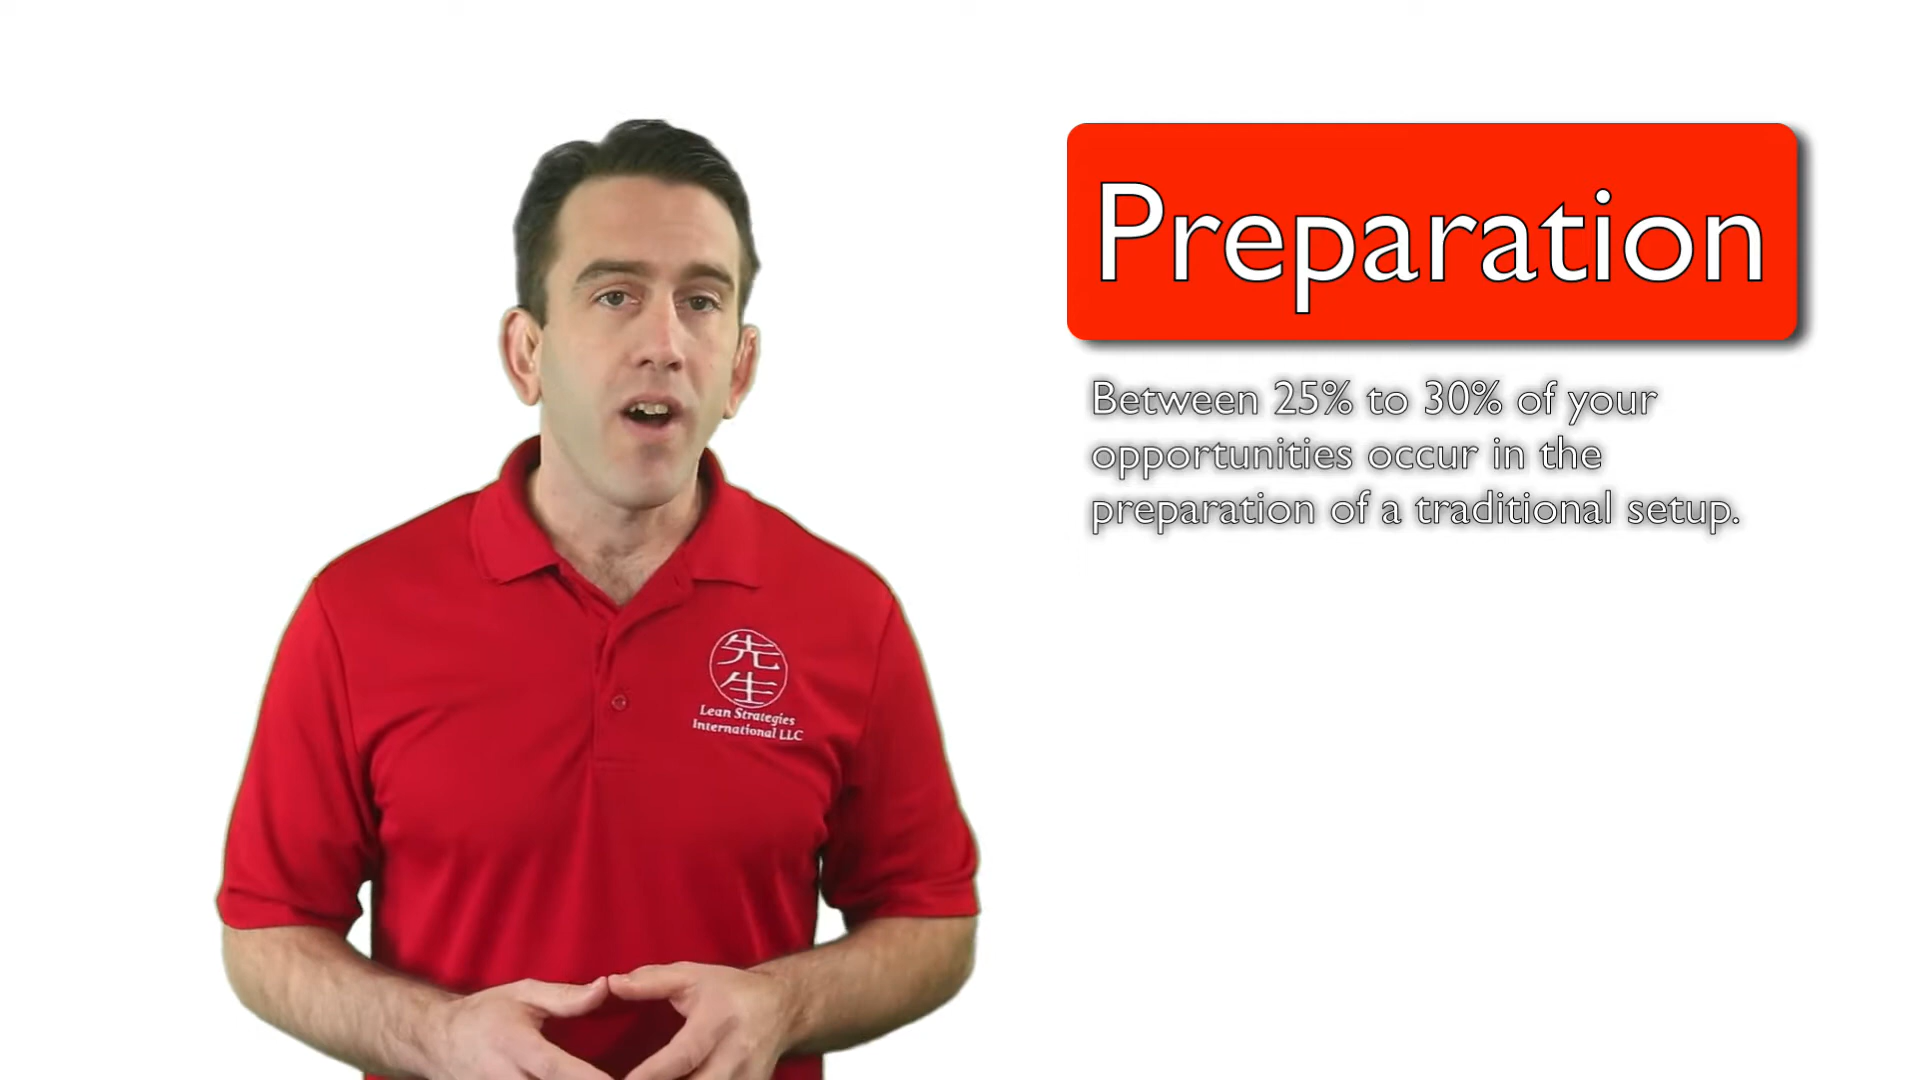 Preparation
Between 25% to 30% of your
opportunities occur in the
preparation of a traditional setup.
先
生
Lean Strategies
International LLC